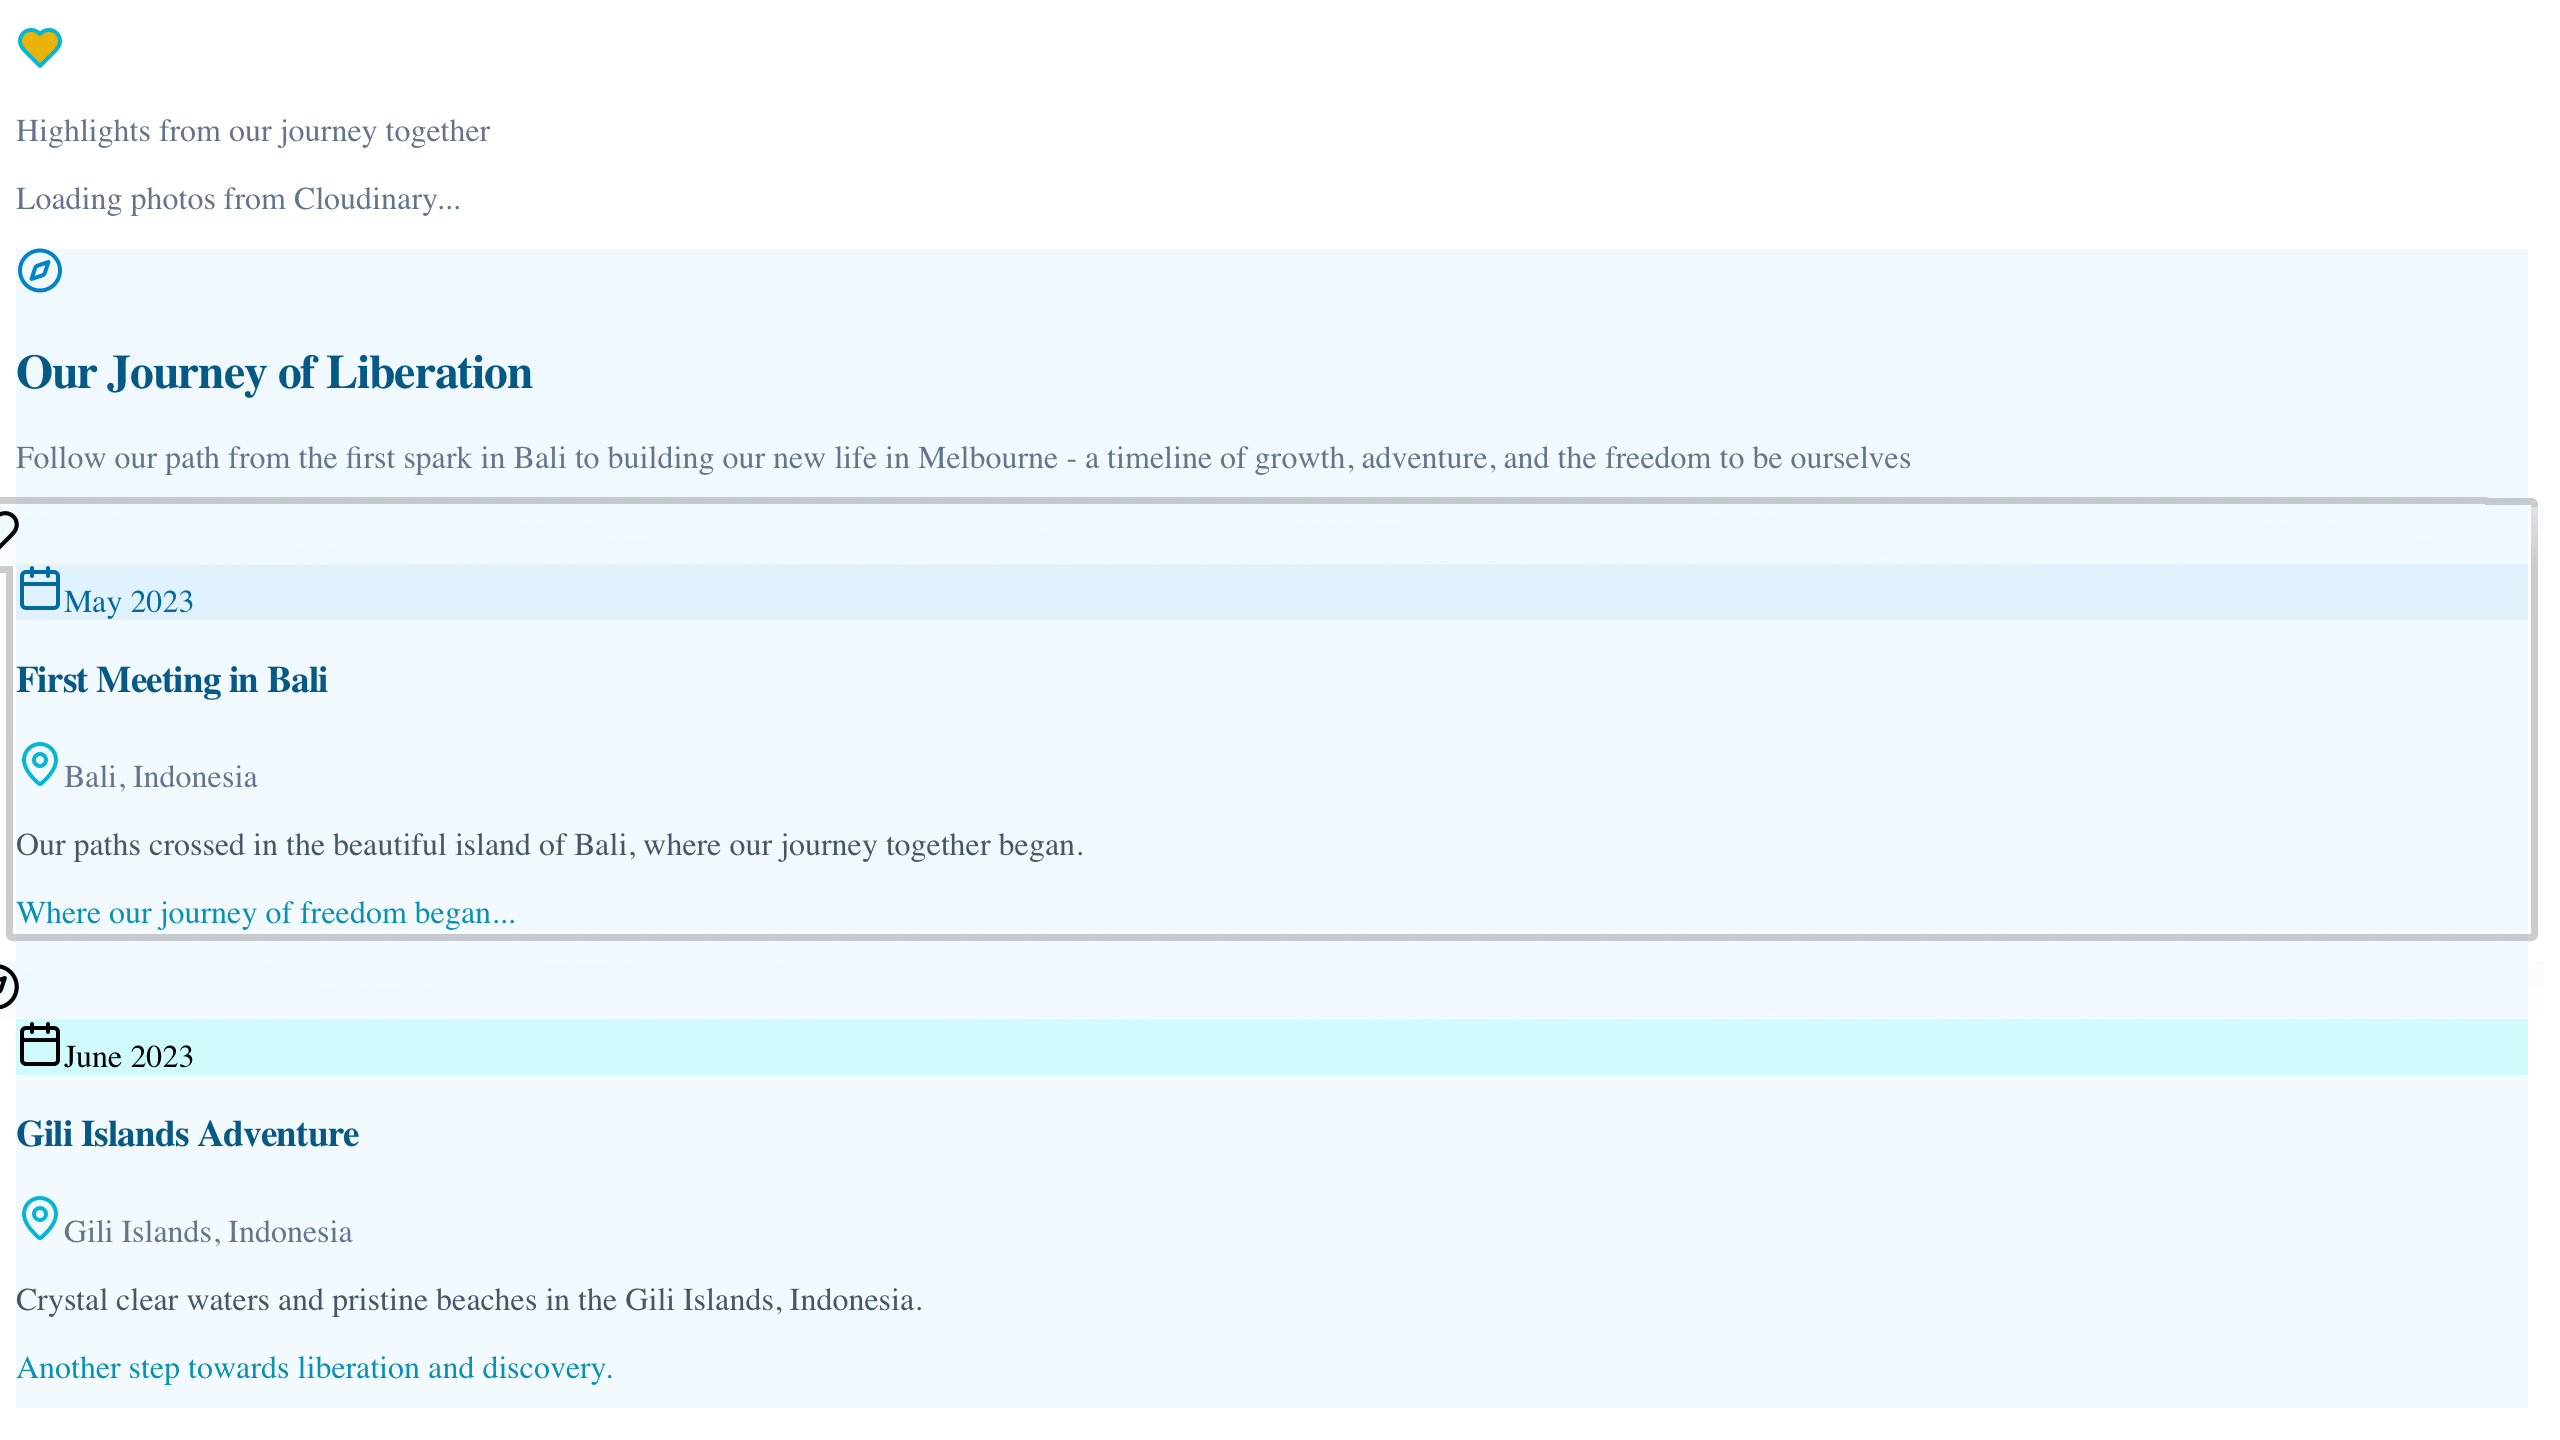 Highlights from our journey together
Loading photos from Cloudinary...
Our Journey of Liberation
Follow our path from the first spark in Bali to building our new life in Melbourne - a timeline of growth, adventure, and the freedom to be ourselves
May 2023
First Meeting in Bali
Bali, Indonesia
Our paths crossed in the beautiful island of Bali, where our journey together began.
Where our journey of freedom began...
June 2023
Gili Islands Adventure
Gili Islands, Indonesia
Crystal clear waters and pristine beaches in the Gili Islands, Indonesia.
Another step towards liberation and discovery.